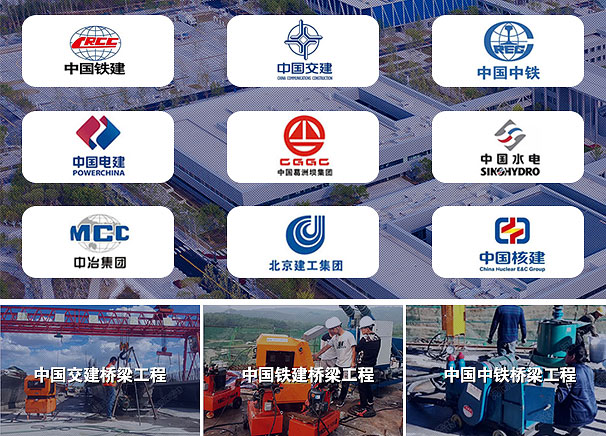 CRCC
中国铁建
中国交建
CHINA COMMUNICATIONS CONSTRUCTION
CREC
中国中铁
中国电建
POWERCHINA
CGGC
中国葛洲坝集团
中国水电
SINOHYDRO
MCC
中冶集团
北京建工集团
中国核建
China Huclear E&C Group
中国交建桥梁工程
中国铁建桥梁工程
中国中铁桥梁工程